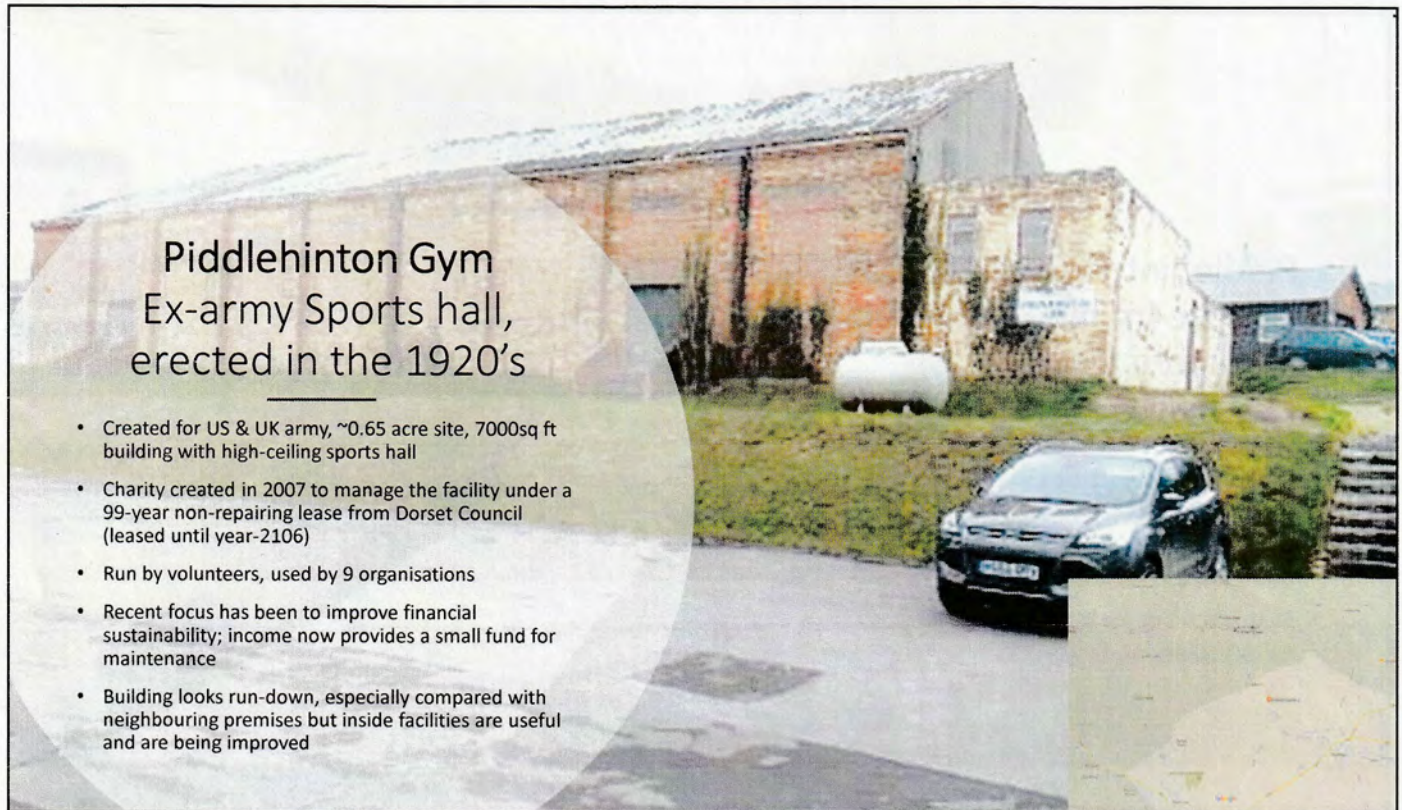 Piddlehinton Gym
Ex-army Sports hall,
erected in the 1920's
• Created for US & UK army, ~0.65 acre site, 7000sq ft
building with high-ceiling sports hall
• Charity created in 2007 to manage the facility under a
99-year non-repairing lease from Dorset Council
(leased until year-2106)
• Run by volunteers, used by 9 organisations
• Recent focus has been to improve financial
sustainability; income now provides a small fund for
maintenance
• Building looks run-down, especially compared with
neighbouring premises but inside facilities are useful
and are being improved